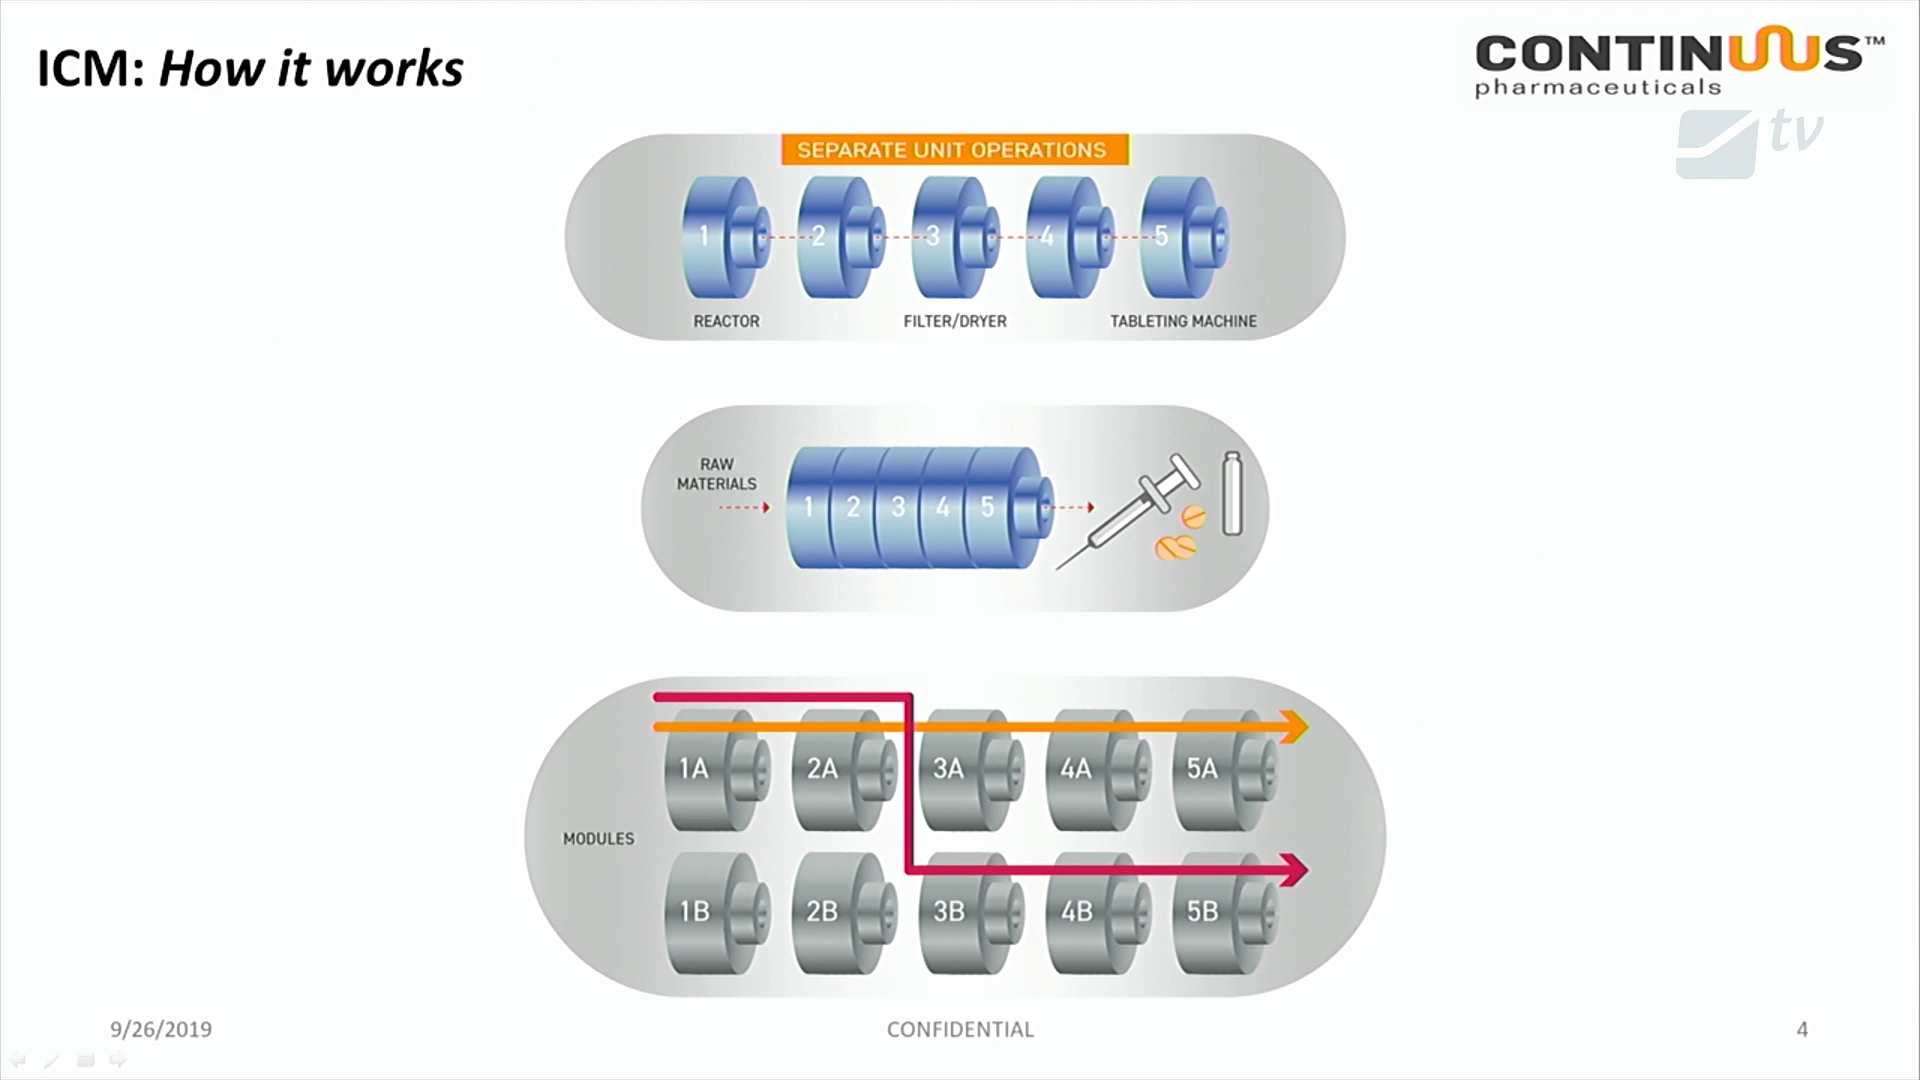 ICM: How it works
CONTINUUS™
pharmaceuticals
tv
SEPARATE UNIT OPERATIONS
1 2 3 4 5
REACTOR FILTER/DRYER TABLETING MACHINE
RAW
MATERIALS
1 2 3 4 5
1A 2A 3A 4A 5A
MODULES
1B 2B 3B 4B 5B
9/26/2019 CONFIDENTIAL 4